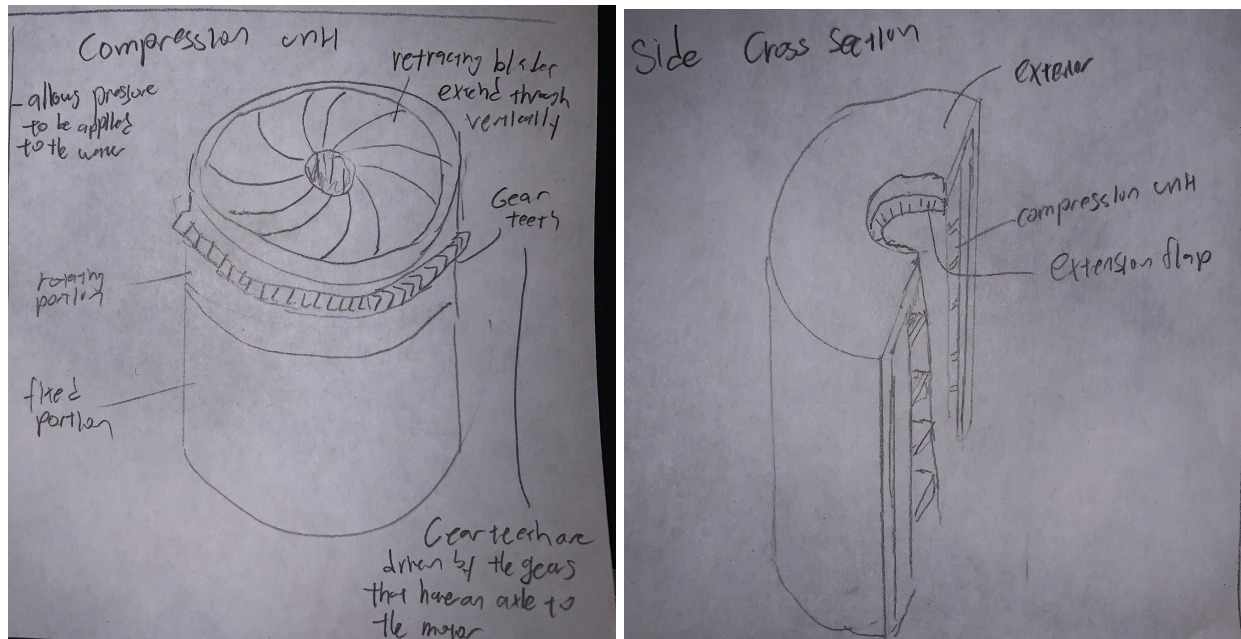 Compression unit
- allows pressure
to be applied
to the water
retracing blades
extend through
vertically
Gear
teeth
rotating
portion
fixed
portion
Gear teeth are
driven by the gears
that have an axle to
the motor
Side Cross Section
exterior
compression unit
extension flap